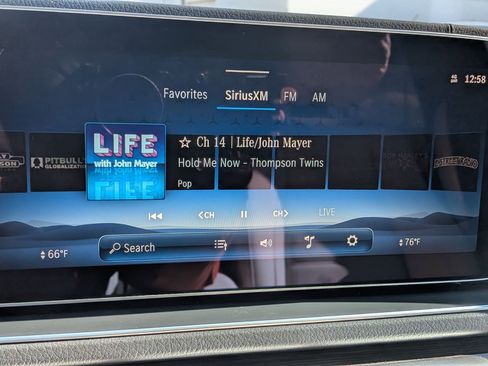 12:58
Favorites SiriusXM FM AM
LIFE
with John Mayer
PITBULL'S
GLOBALIZATION
Ch 14 | Life/John Mayer
Hold Me Now - Thompson Twins
Pop
CH CH LIVE
Search
66°F 76°F